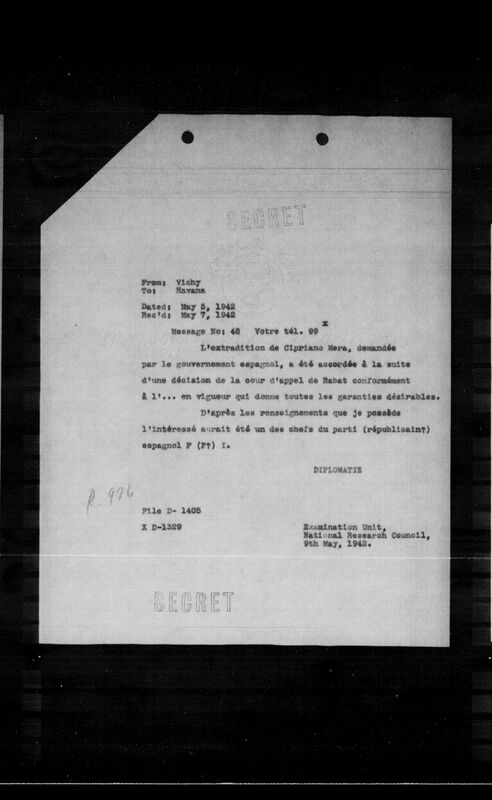 SECRET
From: Vichy
To: Havana
Dated: May 5, 1942
Rec'd: May 7, 1942
Message No: 48 Votre tél. 99 X
L'extradition de Cipriano Mera, demandée
par le gouvernement espagnol, a été accordée à la suite
d'une décision de la cour d'appel de Rabat conformément
à l'... en vigueur qui donne toutes les garanties désirables.
D'après les renseignements que je possède
l'intéressé aurait été un des chefs du parti (républicain?)
espagnol F (P?) I.
DIPLOMATIE
R. 976
File D- 1405
X D-1329
Examination Unit,
National Research Council,
9th May, 1942.
SECRET